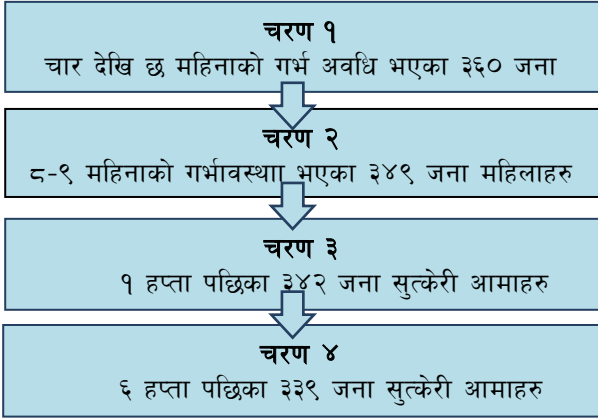 चरण १
चार देखि छ महिनाको गर्भ अवधि भएका ३६० जना
चरण २
८-९ महिनाको गर्भावस्थाा भएका ३४९ जना महिलाहरु
चरण ३
१ हप्ता पछिका ३४२ जना सुत्केरी आमाहरु
चरण ४
६ हप्ता पछिका ३३९ जना सुत्केरी आमाहरु